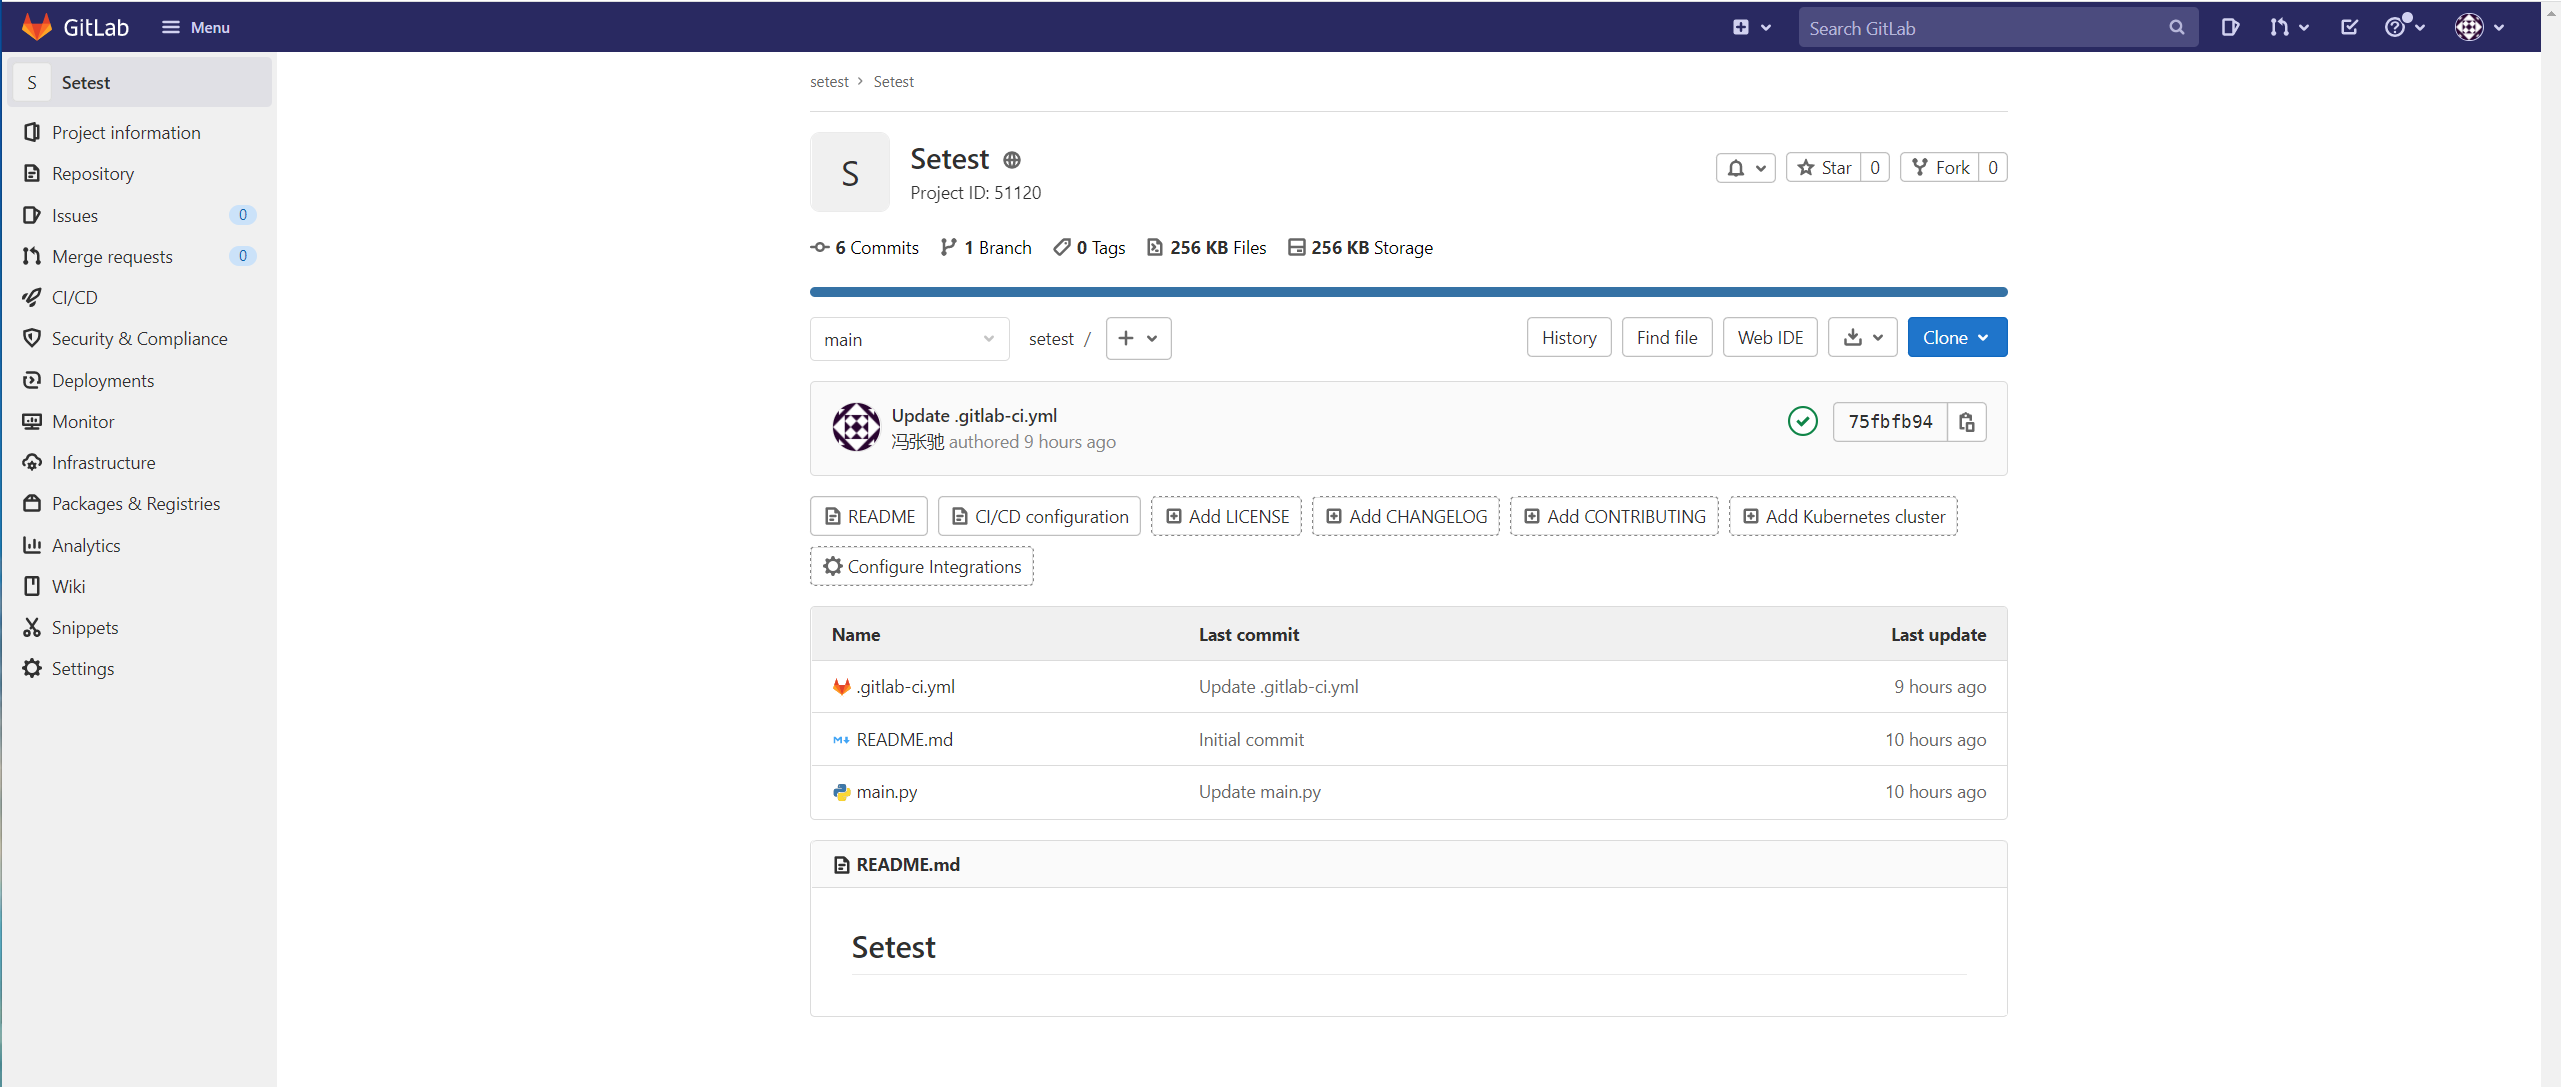 GitLab Menu Search GitLab
S Setest
Project information
Repository
Issues 0
Merge requests 0
CI/CD
Security & Compliance
Deployments
Monitor
Infrastructure
Packages & Registries
Analytics
Wiki
Snippets
Settings
setest › Setest
S
Setest
Project ID: 51120
Star 0 Fork 0
6 Commits 1 Branch 0 Tags 256 KB Files 256 KB Storage
main setest / + History Find file Web IDE Clone
Update .gitlab-ci.yml
冯张驰 authored 9 hours ago
75fbfb94
README CI/CD configuration Add LICENSE Add CHANGELOG Add CONTRIBUTING Add Kubernetes cluster
Configure Integrations
Name Last commit Last update
.gitlab-ci.yml Update .gitlab-ci.yml 9 hours ago
README.md Initial commit 10 hours ago
main.py Update main.py 10 hours ago
README.md
Setest